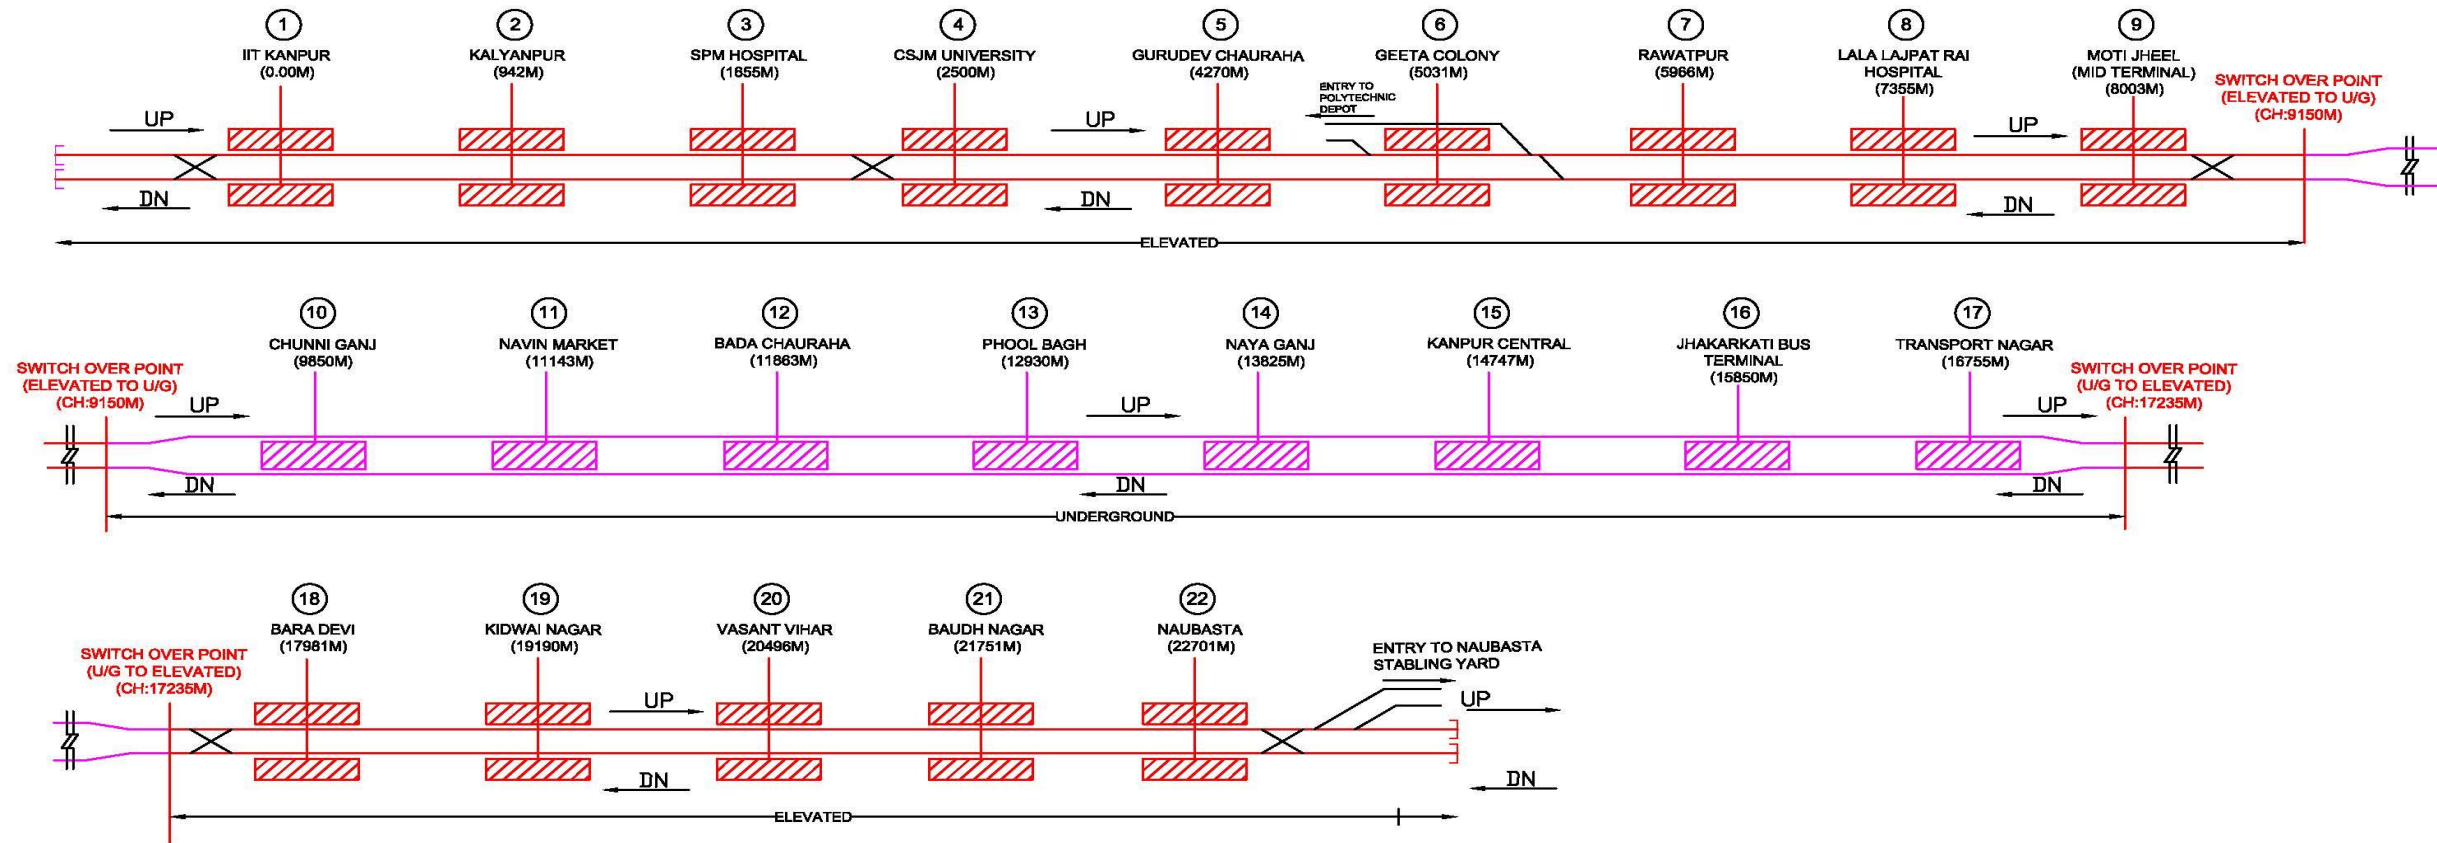 1
IIT KANPUR
(0.00M)
2
KALYANPUR
(942M)
3
SPM HOSPITAL
(1655M)
4
CSJM UNIVERSITY
(2500M)
5
GURUDEV CHAURAHA
(4270M)
6
GEETA COLONY
(5031M)
7
RAWATPUR
(5966M)
8
LALA LAJPAT RAI
HOSPITAL
(7355M)
9
MOTI JHEEL
(MID TERMINAL)
(8003M)
SWITCH OVER POINT
(ELEVATED TO U/G)
(CH:9150M)
ENTRY TO
POLYTECHNIC
DEPOT
UP
UP
UP
DN
DN
DN
ELEVATED
10
CHUNNI GANJ
(9850M)
11
NAVIN MARKET
(11143M)
12
BADA CHAURAHA
(11863M)
13
PHOOL BAGH
(12930M)
14
NAYA GANJ
(13825M)
15
KANPUR CENTRAL
(14747M)
16
JHAKARKATI BUS
TERMINAL
(15850M)
17
TRANSPORT NAGAR
(16755M)
SWITCH OVER POINT
(ELEVATED TO U/G)
(CH:9150M)
SWITCH OVER POINT
(U/G TO ELEVATED)
(CH:17235M)
UP
UP
UP
DN
DN
DN
UNDERGROUND
18
BARA DEVI
(17981M)
19
KIDWAI NAGAR
(19190M)
20
VASANT VIHAR
(20496M)
21
BAUDH NAGAR
(21751M)
22
NAUBASTA
(22701M)
SWITCH OVER POINT
(U/G TO ELEVATED)
(CH:17235M)
ENTRY TO NAUBASTA
STABLING YARD
UP
UP
DN
DN
ELEVATED